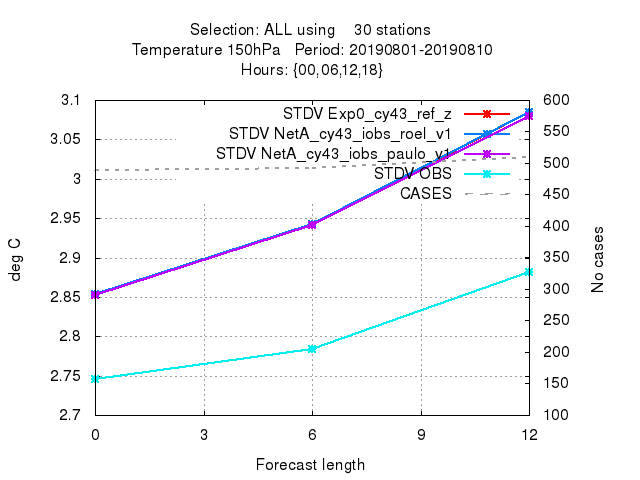 Selection: ALL using    30 stations
Temperature 150hPa   Period: 20190801-20190810
Hours: {00,06,12,18}
STDV Exp0_cy43_ref_z
STDV NetA_cy43_iobs_roel_v1
STDV NetA_cy43_iobs_paulo_v1
STDV OBS
CASES
3.1
3.05
3
2.95
2.9
2.85
2.8
2.75
2.7
deg C
600
550
500
450
400
350
300
250
200
150
100
No cases
0 3 6 9 12
Forecast length